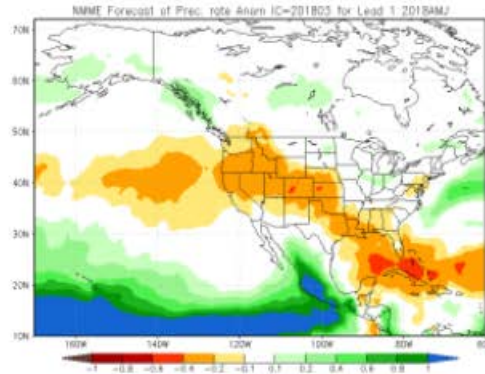 NMME Forecast of Prec. rate Anom IC=201803 for Lead 1 2018AMJ
70N
60N
50N
40N
30N
20N
10N
160W 140W 120W 100W 80W 60
-1 -0.8 -0.6 -0.4 -0.2 -0.1 0.1 0.2 0.4 0.6 0.8 1